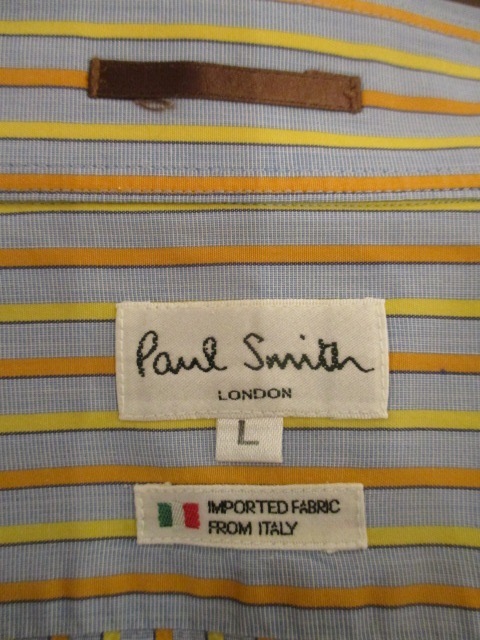 Paul Smith
LONDON
L
IMPORTED FABRIC
FROM ITALY